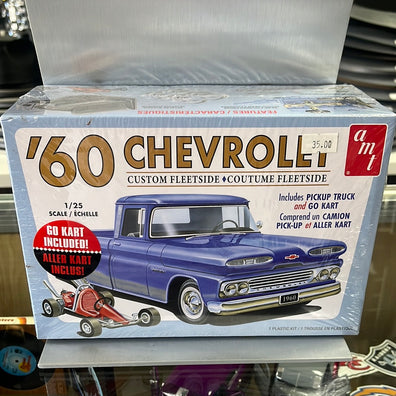 FEATURES / CARACTÉRISTIQUES
'60 CHEVROLET
35.00
amt
CUSTOM FLEETSIDE • COUTUME FLEETSIDE
1/25
SCALE / ÉCHELLE
Includes PICKUP TRUCK
and GO KART
Comprend un CAMION
PICK-UP et ALLER KART
GO KART
INCLUDED!
ALLER KART
INCLUS!
1960
1 PLASTIC KIT / 1 TROUSSE EN PLASTIQUE